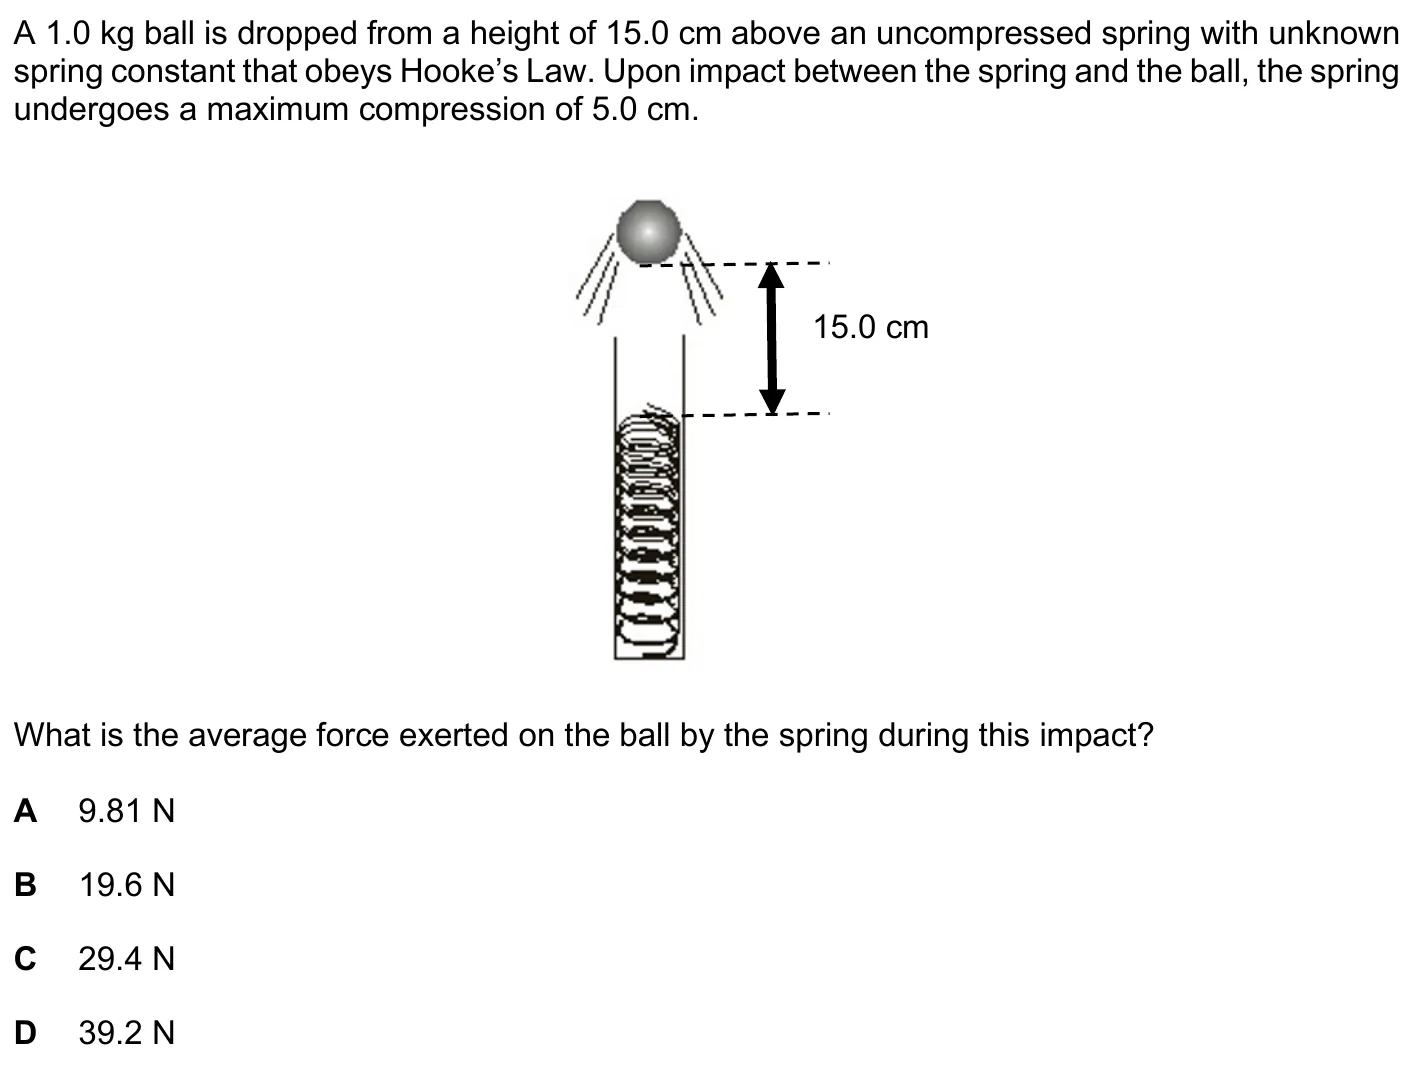 A 1.0 kg ball is dropped from a height of 15.0 cm above an uncompressed spring with unknown
spring constant that obeys Hooke’s Law. Upon impact between the spring and the ball, the spring
undergoes a maximum compression of 5.0 cm.
15.0 cm
What is the average force exerted on the ball by the spring during this impact?
A 9.81 N
B 19.6 N
C 29.4 N
D 39.2 N